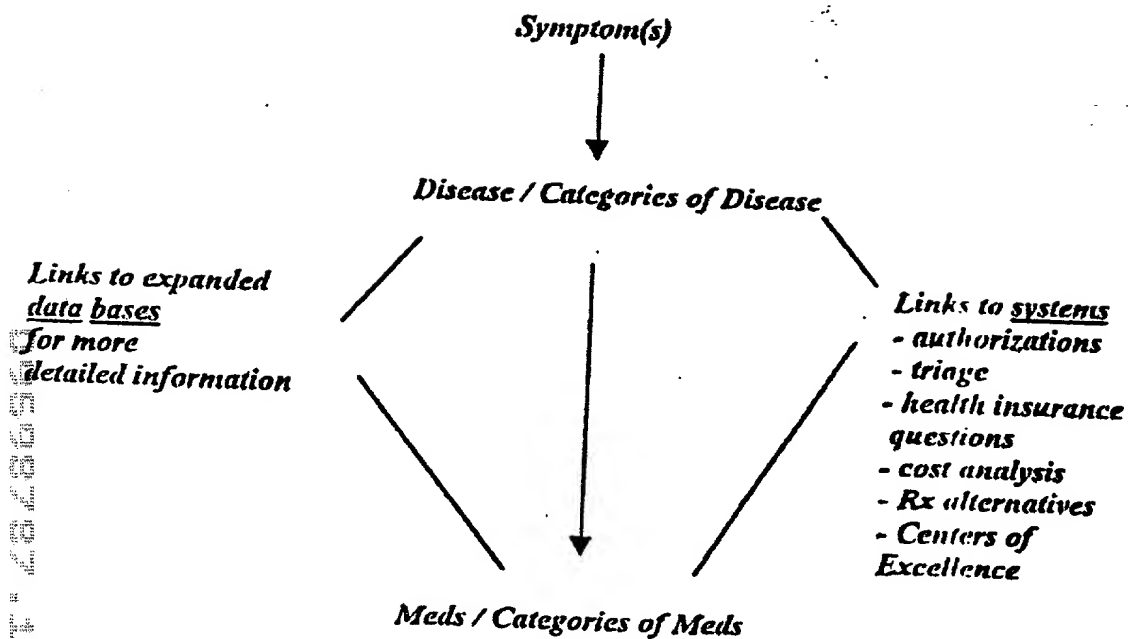 Symptom(s)
Disease / Categories of Disease
Links to expanded
data bases
for more
detailed information
Links to systems
- authorizations
- triage
- health insurance
questions
- cost analysis
- Rx alternatives
- Centers of
Excellence
Meds / Categories of Meds